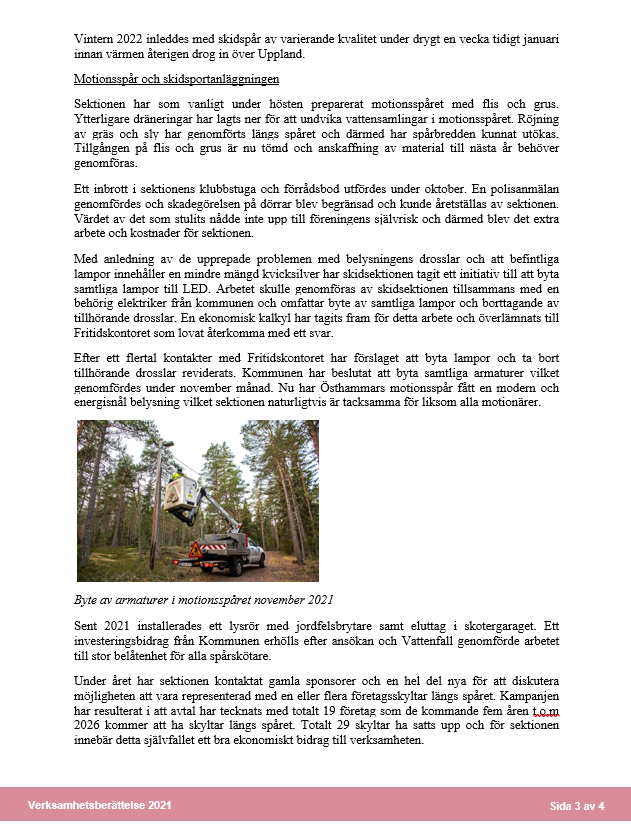 Vintern 2022 inleddes med skidspår av varierande kvalitet under drygt en vecka tidigt januari
innan värmen återigen drog in över Uppland.
Motionsspår och skidsportanläggningen
Sektionen har som vanligt under hösten preparerat motionsspåret med flis och grus.
Ytterligare dräneringar har lagts ner för att undvika vattensamlingar i motionsspåret. Röjning
av gräs och sly har genomförts längs spåret och därmed har spårbredden kunnat utökas.
Tillgången på flis och grus är nu tömd och anskaffning av material till nästa år behöver
genomföras.
Ett inbrott i sektionens klubbstuga och förrådsbod utfördes under oktober. En polisanmälan
genomfördes och skadegörelsen på dörrar blev begränsad och kunde åretställas av sektionen.
Värdet av det som stulits nådde inte upp till föreningens självrisk och därmed blev det extra
arbete och kostnader för sektionen.
Med anledning av de upprepade problemen med belysningens drosslar och att befintliga
lampor innehåller en mindre mängd kvicksilver har skidsektionen tagit ett initiativ till att byta
samtliga lampor till LED. Arbetet skulle genomföras av skidsektionen tillsammans med en
behörig elektriker från kommunen och omfattar byte av samtliga lampor och borttagande av
tillhörande drosslar. En ekonomisk kalkyl har tagits fram för detta arbete och överlämnats till
Fritidskontoret som lovat återkomma med ett svar.
Efter ett flertal kontakter med Fritidskontoret har förslaget att byta lampor och ta bort
tillhörande drosslar reviderats. Kommunen har beslutat att byta samtliga armaturer vilket
genomfördes under november månad. Nu har Östhammars motionsspår fått en modern och
energisnål belysning vilket sektionen naturligtvis är tacksamma för liksom alla motionärer.
Byte av armaturer i motionsspåret november 2021
Sent 2021 installerades ett lysrör med jordfelsbrytare samt eluttag i skotergaraget. Ett
investeringsbidrag från Kommunen erhölls efter ansökan och Vattenfall genomförde arbetet
till stor belåtenhet för alla spårskötare.
Under året har sektionen kontaktat gamla sponsorer och en hel del nya för att diskutera
möjligheten att vara representerad med en eller flera företagsskyltar längs spåret. Kampanjen
har resulterat i att avtal har tecknats med totalt 19 företag som de kommande fem åren t.o.m
2026 kommer att ha skyltar längs spåret. Totalt 29 skyltar ha satts upp och för sektionen
innebär detta självfallet ett bra ekonomiskt bidrag till verksamheten.
Verksamhetsberättelse 2021
Sida 3 av 4